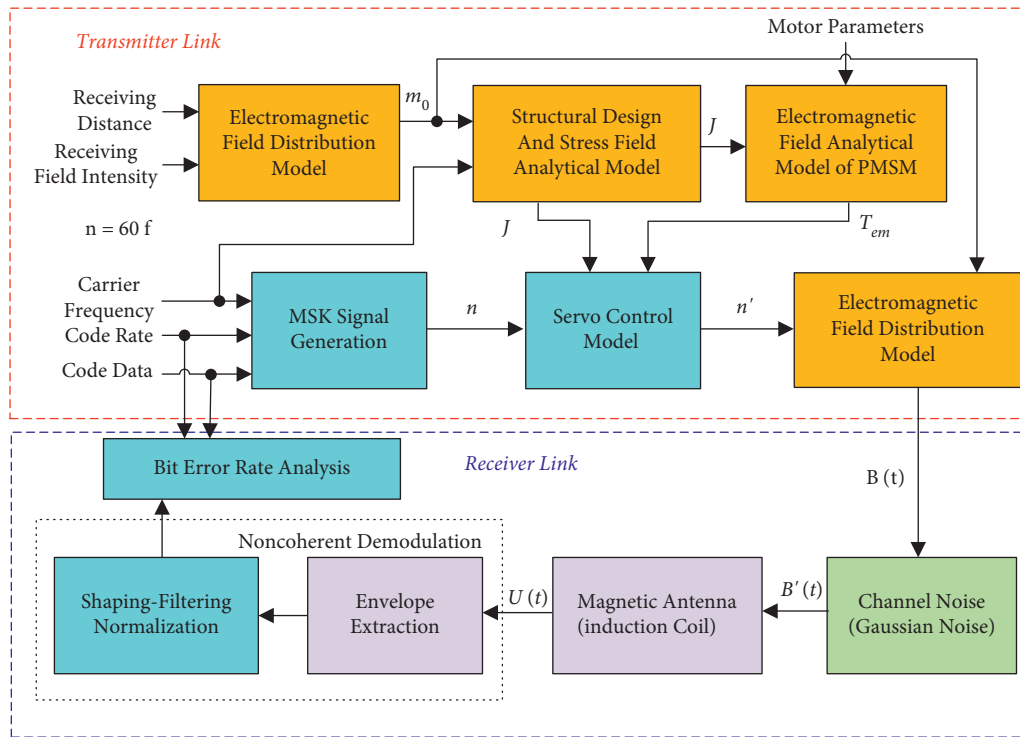 Transmitter Link
Motor Parameters
Receiving
Distance
Receiving
Field Intensity
Electromagnetic
Field Distribution
Model
m0
Structural Design
And Stress Field
Analytical Model
J
Electromagnetic
Field Analytical
Model of PMSM
n = 60 f
J
Tem
Carrier
Frequency
Code Rate
Code Data
MSK Signal
Generation
n
Servo Control
Model
n'
Electromagnetic
Field Distribution
Model
Bit Error Rate Analysis
Receiver Link
B (t)
Noncoherent Demodulation
Shaping-Filtering
Normalization
Envelope
Extraction
U (t)
Magnetic Antenna
(induction Coil)
B' (t)
Channel Noise
(Gaussian Noise)